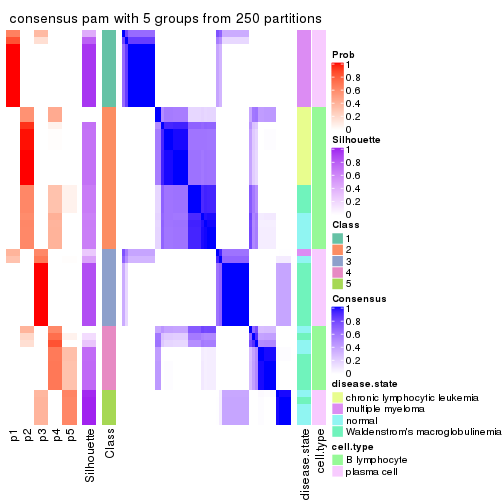 consensus pam with 5 groups from 250 partitions
Prob
1
0.8
0.6
0.4
0.2
0
Silhouette
1
0.8
0.6
0.4
0.2
0
Class
1
2
3
4
5
Consensus
1
0.8
0.6
0.4
0.2
0
disease.state
chronic lymphocytic leukemia
multiple myeloma
normal
Waldenstrom's macroglobulinemia
cell.type
B lymphocyte
plasma cell
p1
p2
p3
p4
p5
Silhouette
Class
disease.state
cell.type